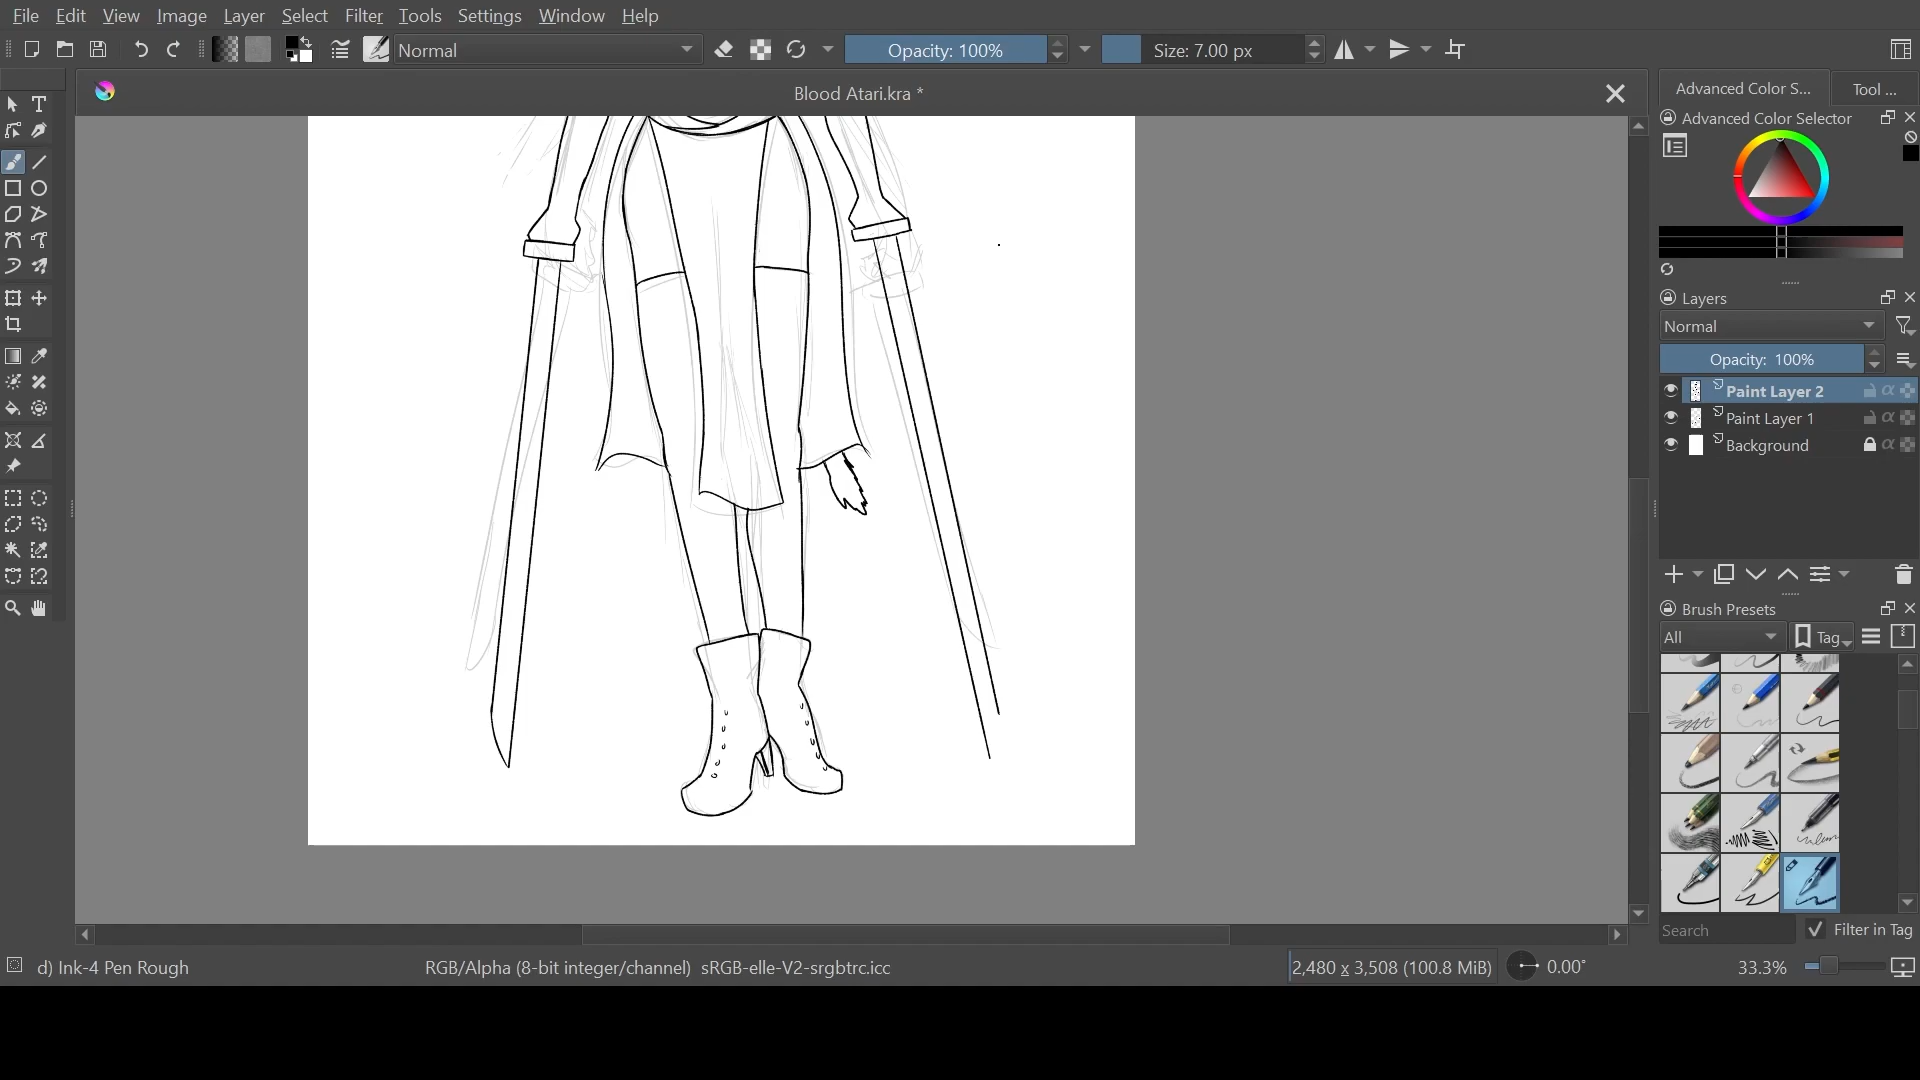 File Edit View Image Layer Select Filter Tools Settings Window Help
Normal
Opacity: 100%
Size: 7.00 px
Blood Atari.kra *
Advanced Color S...
Tool ...
Advanced Color Selector
Layers
Normal
Opacity: 100%
Paint Layer 2
Paint Layer 1
Background
Brush Presets
All
Tag
Search
Filter in Tag
d) Ink-4 Pen Rough
RGB/Alpha (8-bit integer/channel) sRGB-elle-V2-srgbtrc.icc
2,480 x 3,508 (100.8 MiB)
0.00°
33.3%